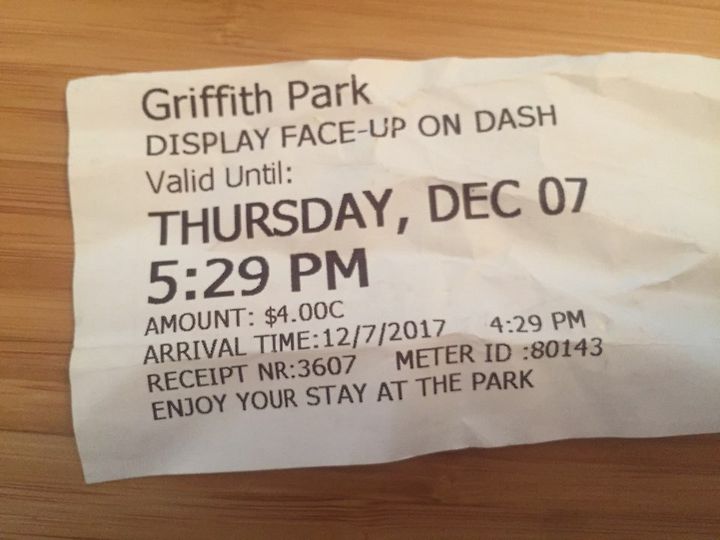 Griffith Park
DISPLAY FACE-UP ON DASH
Valid Until:
THURSDAY, DEC 07
5:29 PM
AMOUNT: $4.00C
ARRIVAL TIME:12/7/2017 4:29 PM
RECEIPT NR:3607 METER ID :80143
ENJOY YOUR STAY AT THE PARK